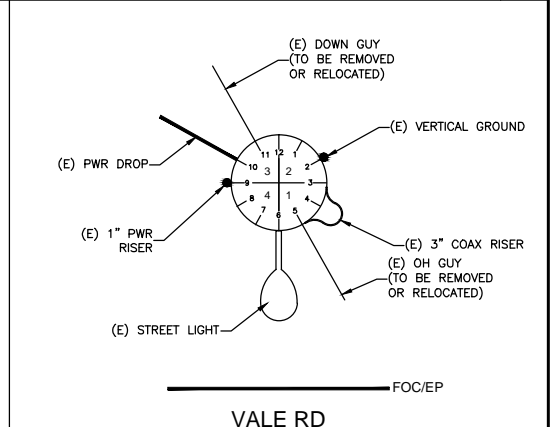 (E) DOWN GUY
(TO BE REMOVED
OR RELOCATED)
(E) VERTICAL GROUND
(E) PWR DROP
11 12 1
10 3 2 2
9 3
8 4 1 4
7 6 5
(E) 1" PWR
RISER
(E) 3" COAX RISER
(E) OH GUY
(TO BE REMOVED
OR RELOCATED)
(E) STREET LIGHT
FOC/EP
VALE RD